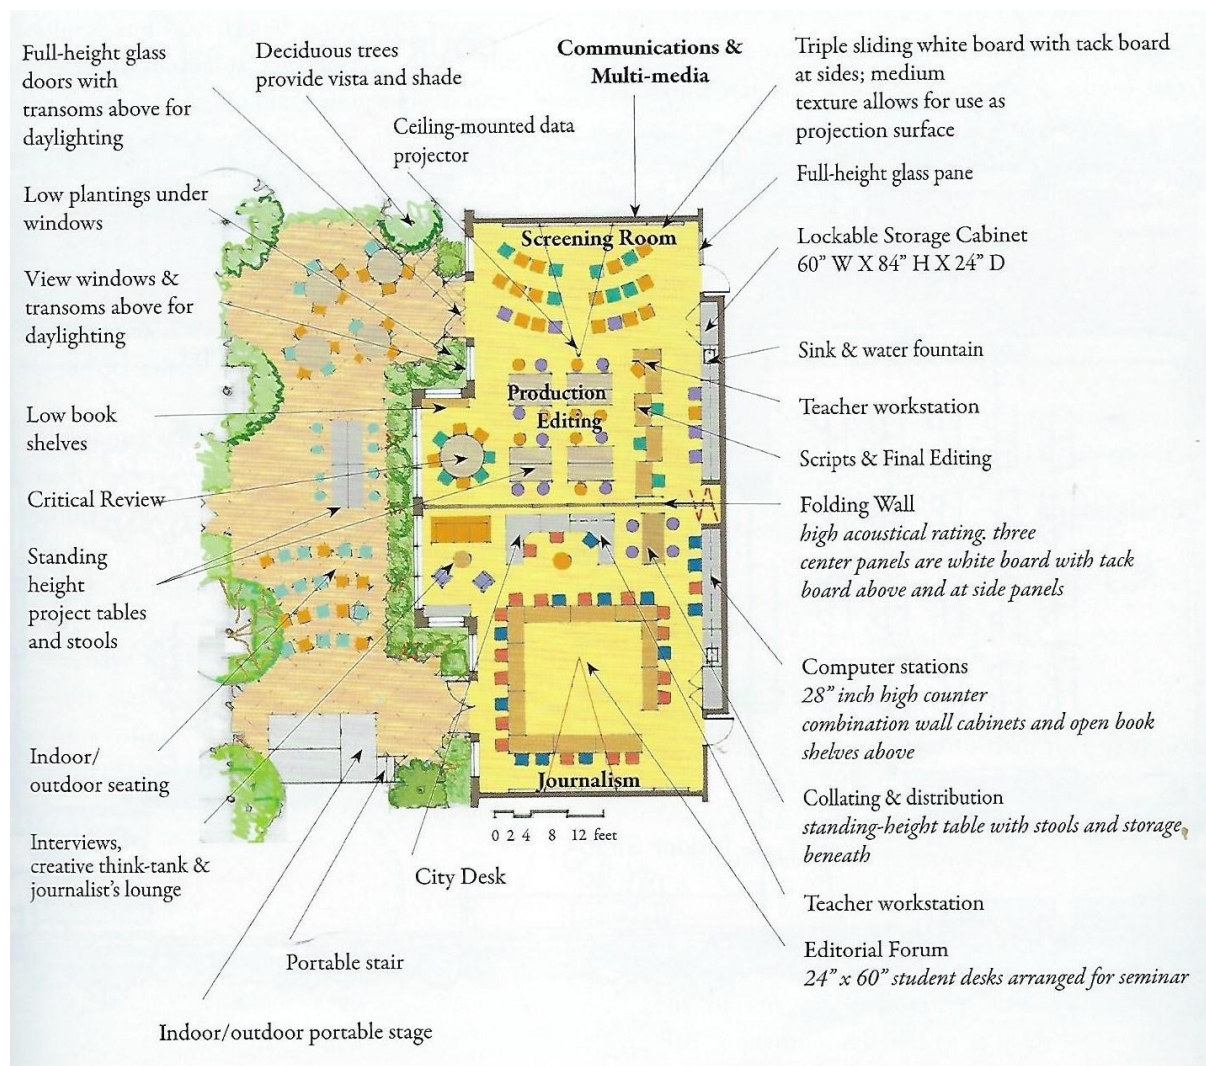 Full-height glass
doors with
transoms above for
daylighting
Deciduous trees
provide vista and shade
Communications &
Multi-media
Triple sliding white board with tack board
at sides; medium
texture allows for use as
projection surface
Ceiling-mounted data
projector
Full-height glass pane
Low plantings under
windows
Lockable Storage Cabinet
60” W X 84” H X 24” D
Screening Room
View windows &
transoms above for
daylighting
Sink & water fountain
Production
Editing
Teacher workstation
Low book
shelves
Scripts & Final Editing
Critical Review
Folding Wall
high acoustical rating. three
center panels are white board with tack
board above and at side panels
Standing
height
project tables
and stools
Computer stations
28” inch high counter
combination wall cabinets and open book
shelves above
Indoor/
outdoor seating
Journalism
Collating & distribution
standing-height table with stools and storage
beneath
0 2 4 8 12 feet
Interviews,
creative think-tank &
journalist’s lounge
City Desk
Teacher workstation
Editorial Forum
24” x 60” student desks arranged for seminar
Portable stair
Indoor/outdoor portable stage